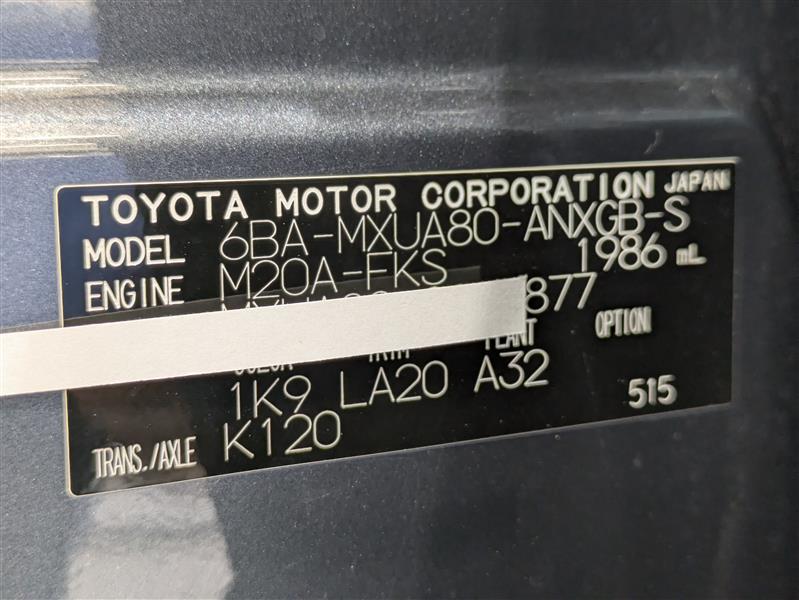 TOYOTA MOTOR CORPORATION JAPAN
MODEL 6BA-MXUA80-ANXGB-S
ENGINE M20A-FKS 1986 mL
877
PLANT OPTION
1K9 LA20 A32 515
TRANS./AXLE K120